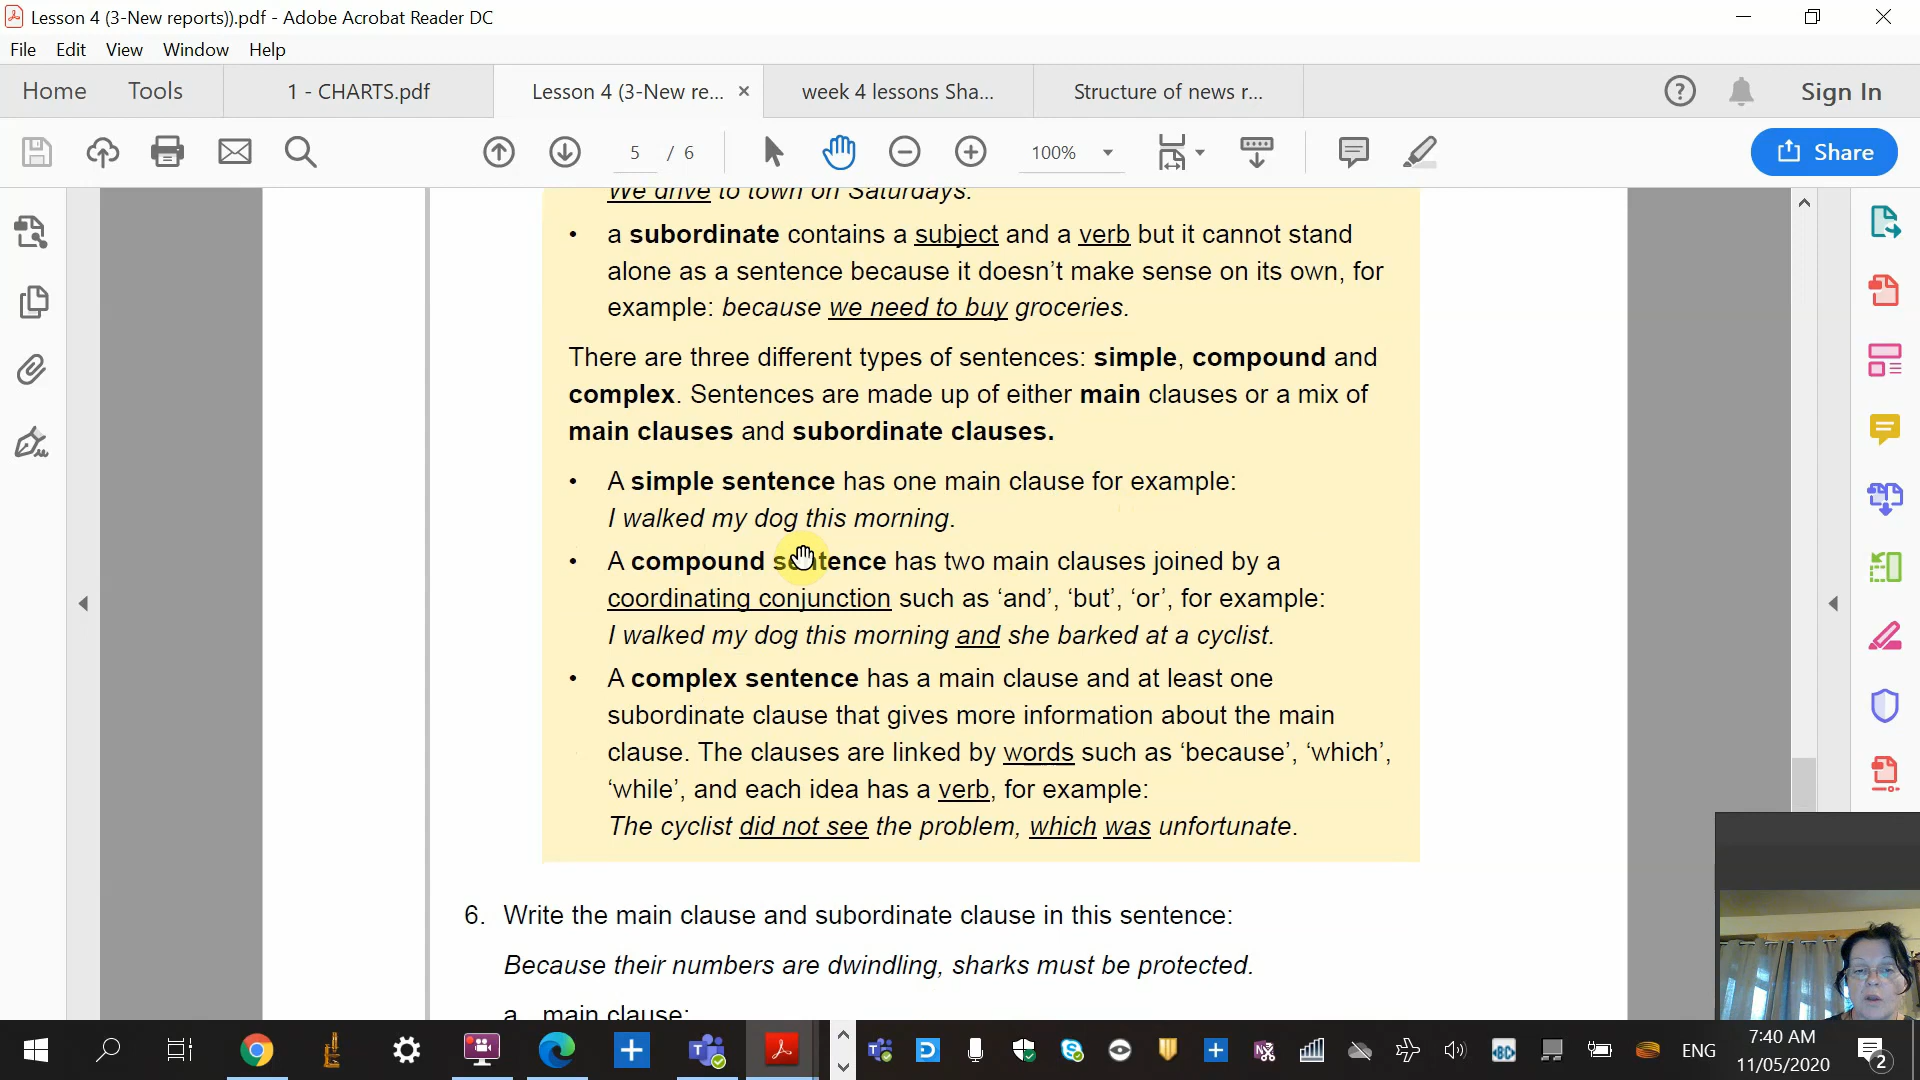 Lesson 4 (3-New reports)).pdf - Adobe Acrobat Reader DC
File Edit View Window Help
Home Tools 1 - CHARTS.pdf Lesson 4 (3-New re... × week 4 lessons Sha... Structure of news r... Sign In
5 / 6 100% Share
We drive to town on Saturdays.
• a subordinate contains a subject and a verb but it cannot stand
alone as a sentence because it doesn’t make sense on its own, for
example: because we need to buy groceries.
There are three different types of sentences: simple, compound and
complex. Sentences are made up of either main clauses or a mix of
main clauses and subordinate clauses.
• A simple sentence has one main clause for example:
I walked my dog this morning.
• A compound sentence has two main clauses joined by a
coordinating conjunction such as ‘and’, ‘but’, ‘or’, for example:
I walked my dog this morning and she barked at a cyclist.
• A complex sentence has a main clause and at least one
subordinate clause that gives more information about the main
clause. The clauses are linked by words such as ‘because’, ‘which’,
‘while’, and each idea has a verb, for example:
The cyclist did not see the problem, which was unfortunate.
6. Write the main clause and subordinate clause in this sentence:
Because their numbers are dwindling, sharks must be protected.
a main clause:
ENG
7:40 AM
11/05/2020
2